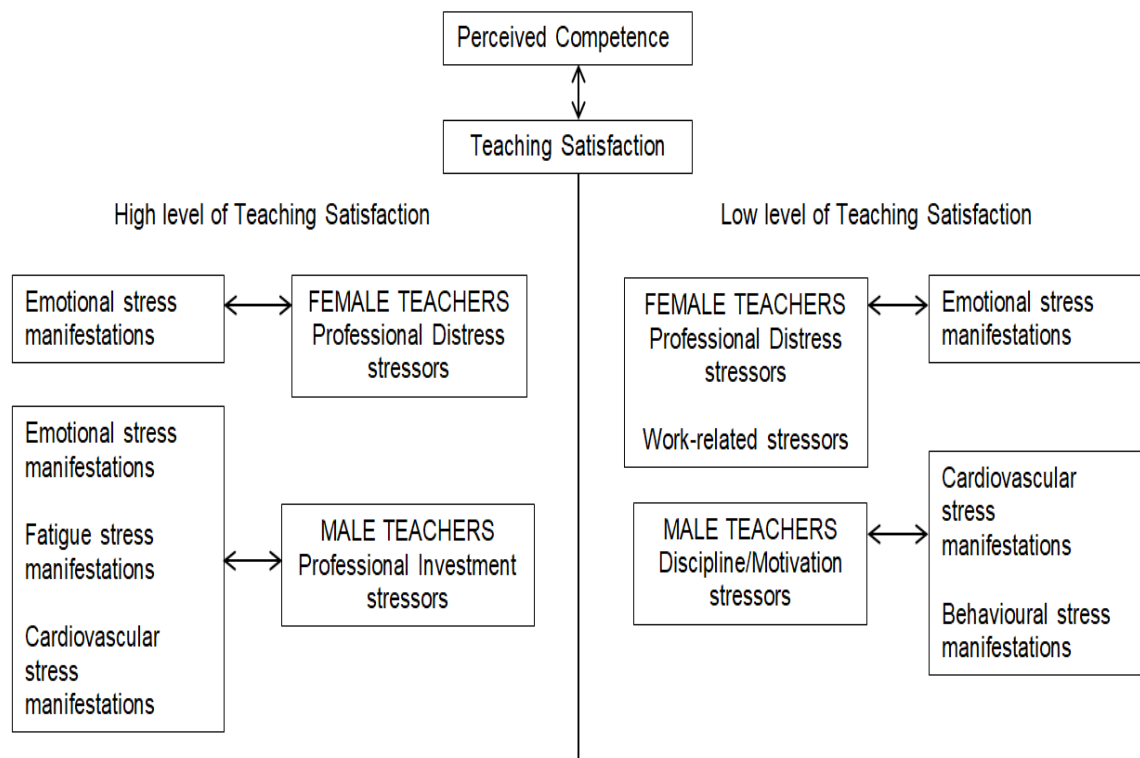 Perceived Competence
Teaching Satisfaction
High level of Teaching Satisfaction
Emotional stress
manifestations
FEMALE TEACHERS
Professional Distress
stressors
Emotional stress
manifestations
Fatigue stress
manifestations
Cardiovascular
stress
manifestations
MALE TEACHERS
Professional Investment
stressors
Low level of Teaching Satisfaction
FEMALE TEACHERS
Professional Distress
stressors
Work-related stressors
Emotional stress
manifestations
MALE TEACHERS
Discipline/Motivation
stressors
Cardiovascular
stress
manifestations
Behavioural stress
manifestations